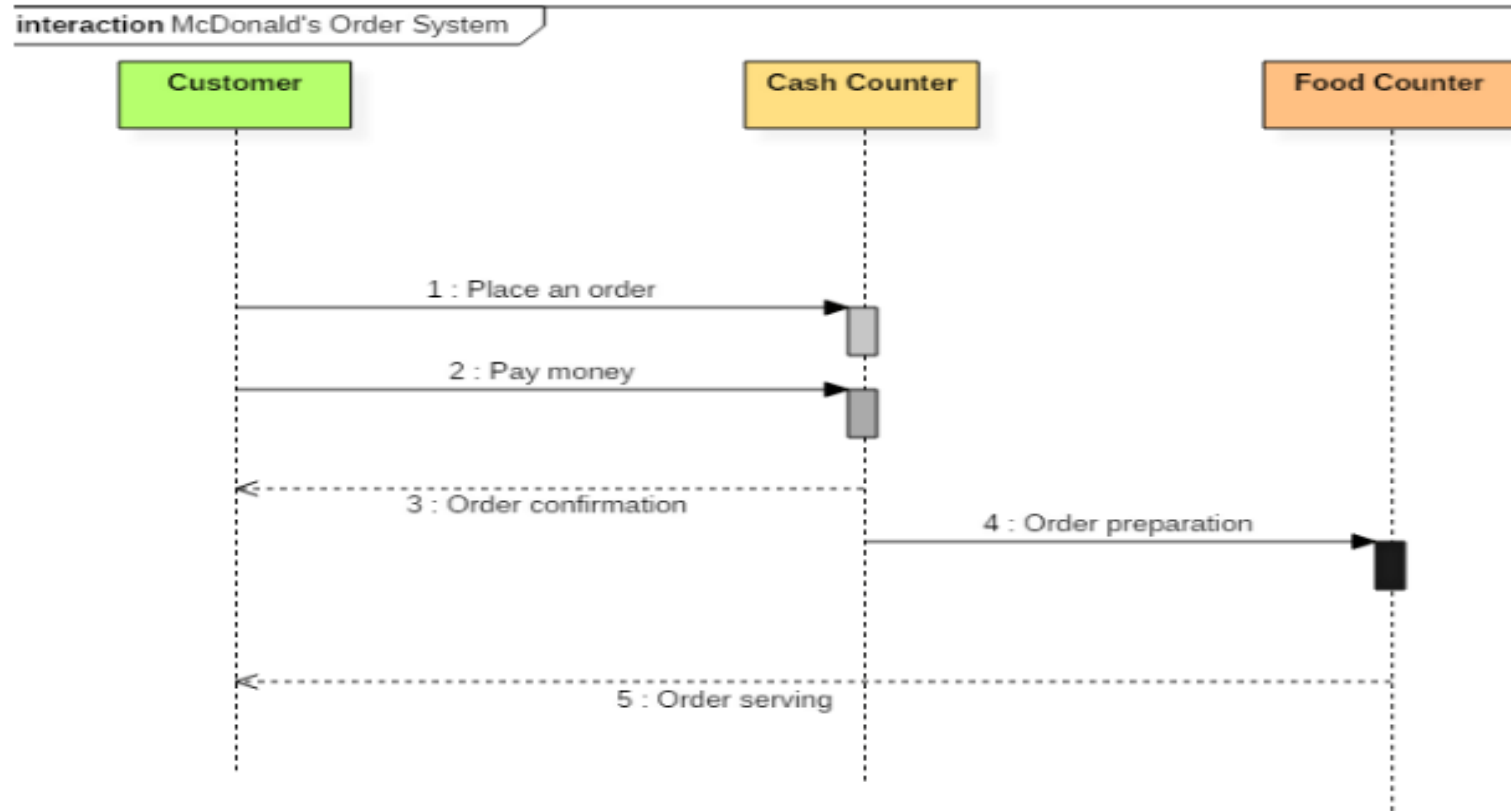 interaction McDonald's Order System
Customer
Cash Counter
Food Counter
1 : Place an order
2 : Pay money
3 : Order confirmation
4 : Order preparation
5 : Order serving